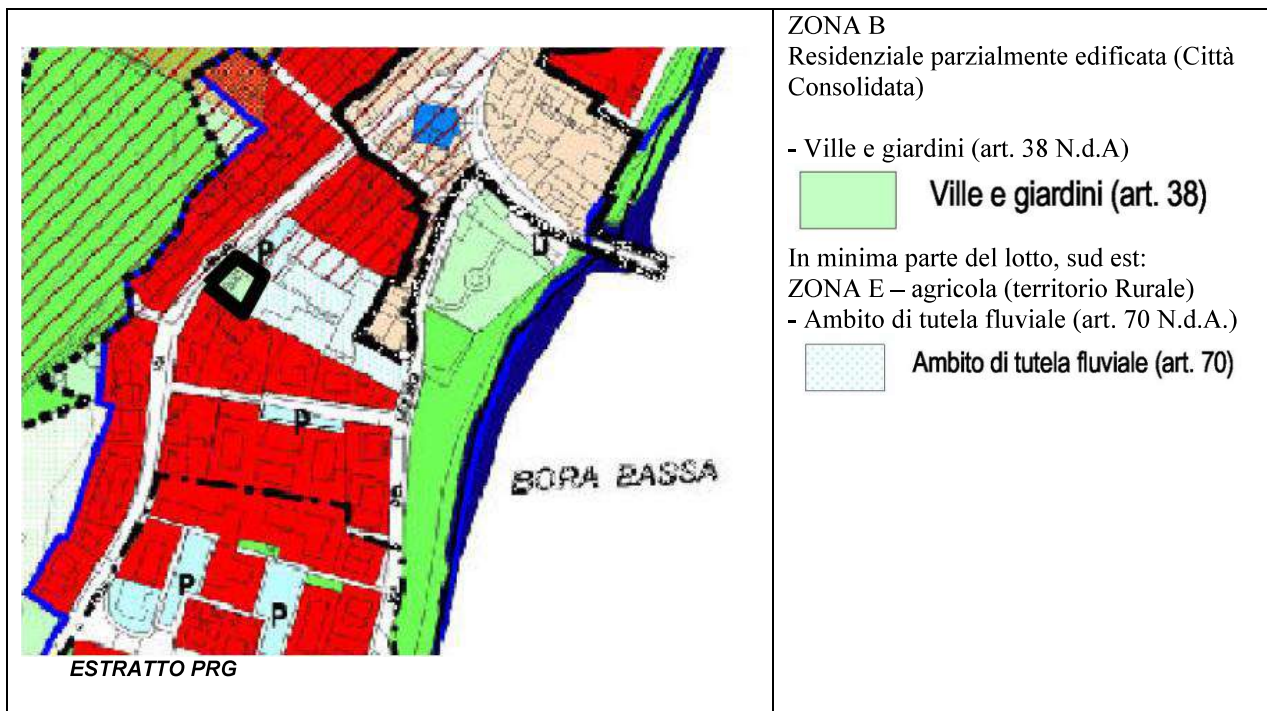 P
U
P
P
P
BORA BASSA
ESTRATTO PRG
ZONA B
Residenziale parzialmente edificata (Città
Consolidata)
- Ville e giardini (art. 38 N.d.A)
Ville e giardini (art. 38)
In minima parte del lotto, sud est:
ZONA E – agricola (territorio Rurale)
- Ambito di tutela fluviale (art. 70 N.d.A.)
Ambito di tutela fluviale (art. 70)